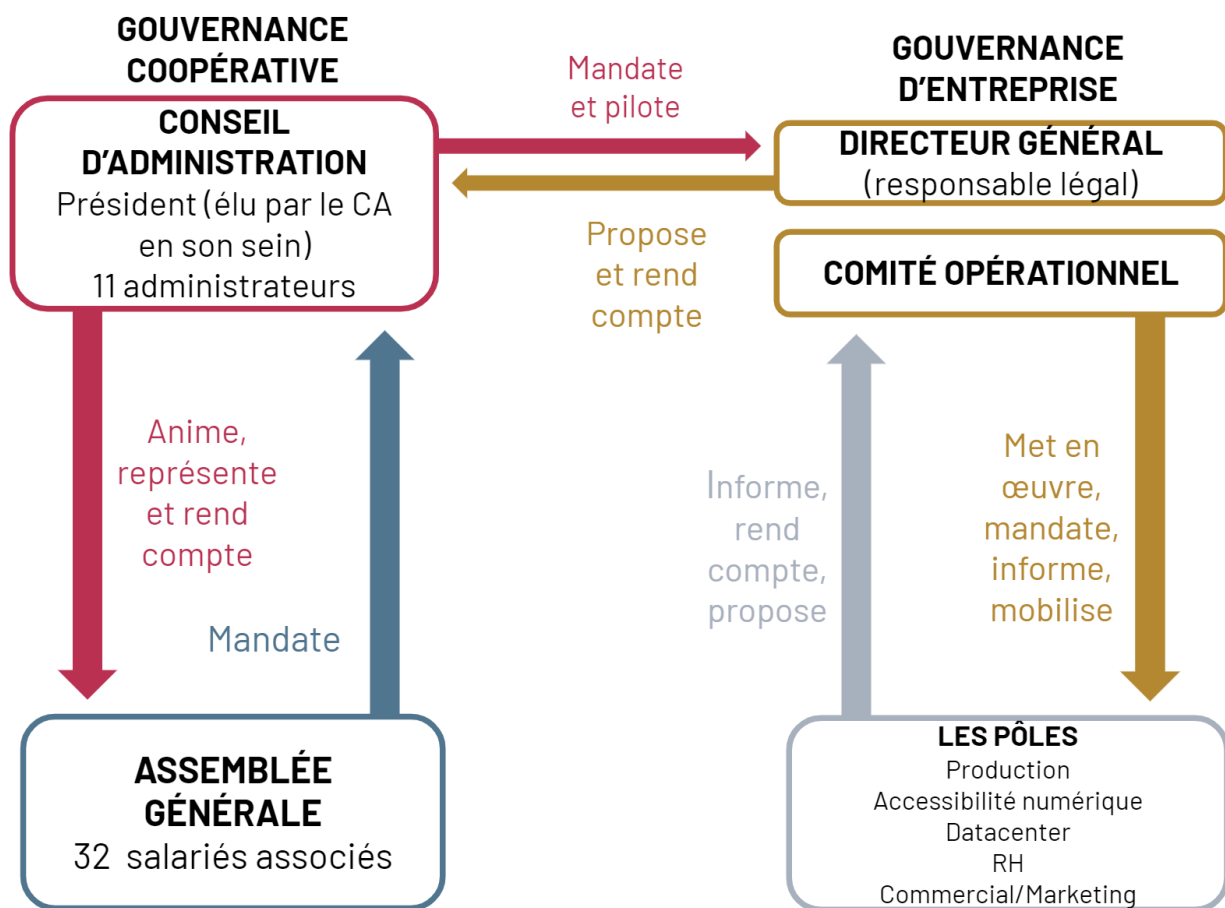 GOUVERNANCE
COOPÉRATIVE
CONSEIL
D'ADMINISTRATION
Président (élu par le CA
en son sein)
11 administrateurs
Mandate
et pilote
GOUVERNANCE
D'ENTREPRISE
DIRECTEUR GÉNÉRAL
(responsable légal)
Propose
et rend
compte
COMITÉ OPÉRATIONNEL
Anime,
représente
et rend
compte
Mandate
Informe,
rend
compte,
propose
Met en
œuvre,
mandate,
informe,
mobilise
ASSEMBLÉE
GÉNÉRALE
32 salariés associés
LES PÔLES
Production
Accessibilité numérique
Datacenter
RH
Commercial/Marketing